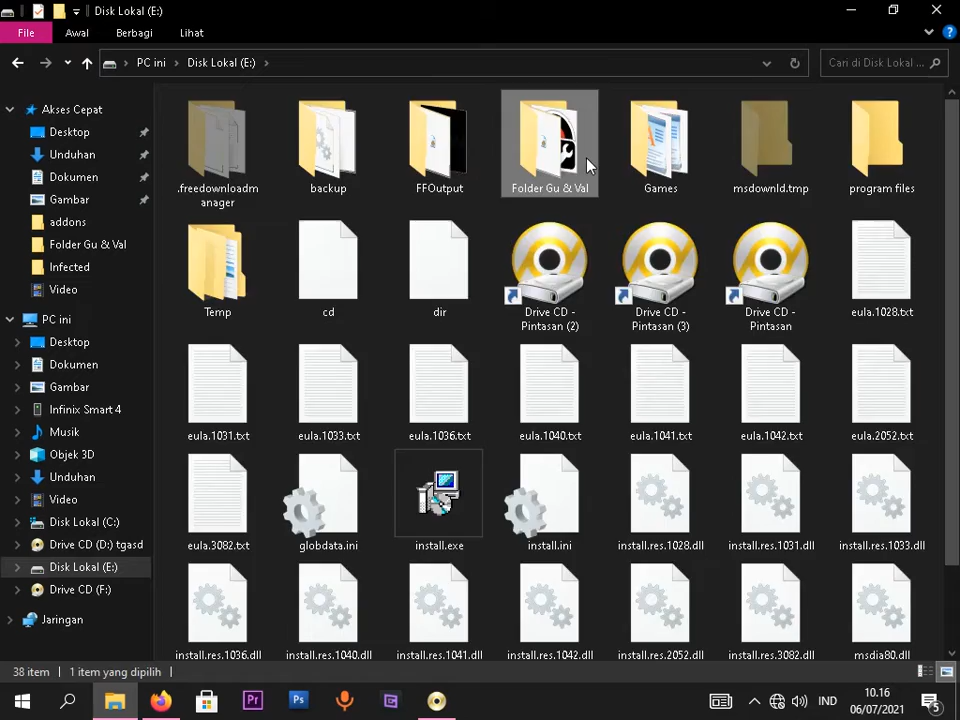 Disk Lokal (E:)
File
Awal
Berbagi
Lihat
PC ini
Disk Lokal (E:)
Cari di Disk Lokal ...
Akses Cepat
Desktop
Unduhan
Dokumen
Gambar
addons
Folder Gu & Val
Infected
Video
PC ini
Desktop
Dokumen
Gambar
Infinix Smart 4
Musik
Objek 3D
Unduhan
Video
Disk Lokal (C:)
Drive CD (D:) tgasd
Disk Lokal (E:)
Drive CD (F:)
Jaringan
.freedownloadm
anager
backup
FFOutput
Folder Gu & Val
Games
msdownld.tmp
program files
Temp
cd
dir
Drive CD -
Pintasan (2)
Drive CD -
Pintasan (3)
Drive CD -
Pintasan
eula.1028.txt
eula.1031.txt
eula.1033.txt
eula.1036.txt
eula.1040.txt
eula.1041.txt
eula.1042.txt
eula.2052.txt
eula.3082.txt
globdata.ini
install.exe
install.ini
install.res.1028.dll
install.res.1031.dll
install.res.1033.dll
install.res.1036.dll
install.res.1040.dll
install.res.1041.dll
install.res.1042.dll
install.res.2052.dll
install.res.3082.dll
msdia80.dll
38 item
1 item yang dipilih
Pr
Ps
IND
10.16
06/07/2021
5